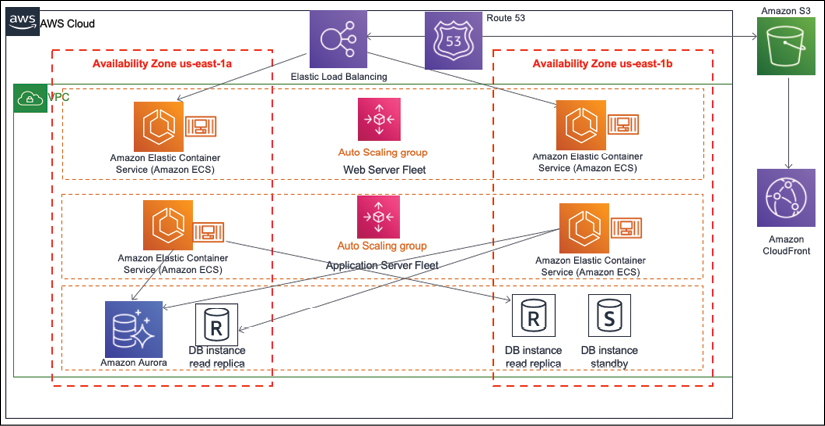 aws
AWS Cloud
Route 53
53
Amazon S3
Elastic Load Balancing
Availability Zone us-east-1a
Availability Zone us-east-1b
VPC
Amazon Elastic Container
Service (Amazon ECS)
Auto Scaling group
Web Server Fleet
Amazon Elastic Container
Service (Amazon ECS)
Amazon
CloudFront
Amazon Elastic Container
Service (Amazon ECS)
Auto Scaling group
Application Server Fleet
Amazon Elastic Container
Service (Amazon ECS)
Amazon Aurora
R
DB instance
read replica
R
DB instance
read replica
S
DB instance
standby